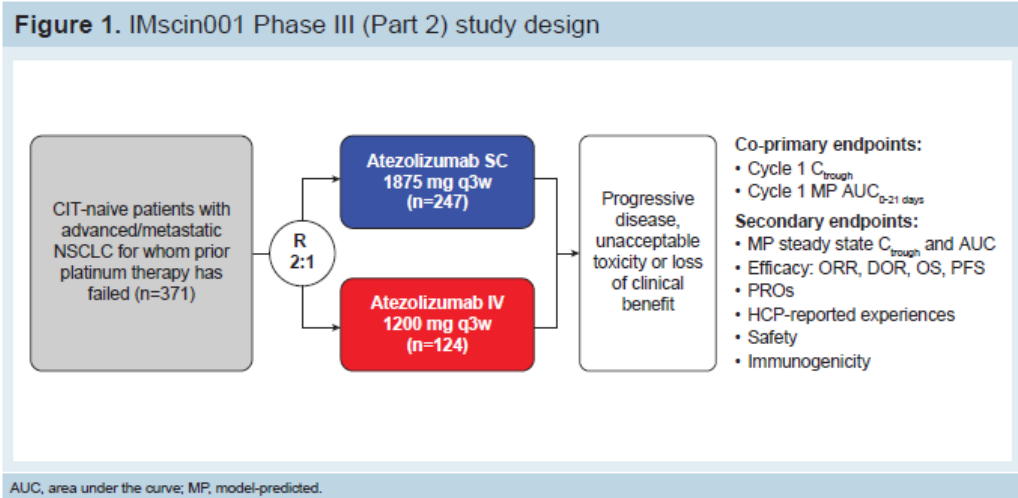 Figure 1. IMscin001 Phase III (Part 2) study design
CIT-naive patients with
advanced/metastatic
NSCLC for whom prior
platinum therapy has
failed (n=371)
R
2:1
Atezolizumab SC
1875 mg q3w
(n=247)
Atezolizumab IV
1200 mg q3w
(n=124)
Progressive
disease,
unacceptable
toxicity or loss
of clinical
benefit
Co-primary endpoints:
• Cycle 1 Ctrough
• Cycle 1 MP AUC0-21 days
Secondary endpoints:
• MP steady state Ctrough and AUC
• Efficacy: ORR, DOR, OS, PFS
• PROs
• HCP-reported experiences
• Safety
• Immunogenicity
AUC, area under the curve; MP, model-predicted.